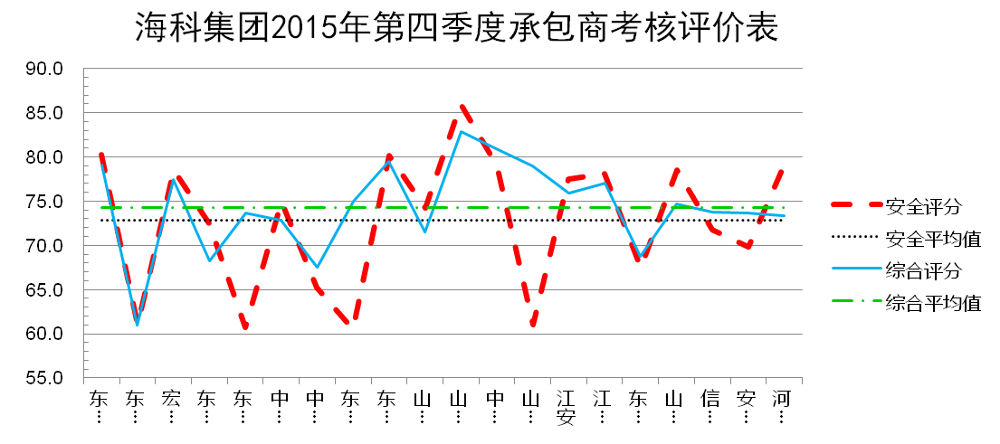 海科集团2015年第四季度承包商考核评价表
90.0
85.0
80.0
75.0
70.0
65.0
60.0
55.0
东… 东… 宏… 东… 东… 中… 中… 东… 东… 山… 山… 中… 山… 江安… 江… 东… 山… 信… 安… 河…
安全评分
安全平均值
综合评分
综合平均值